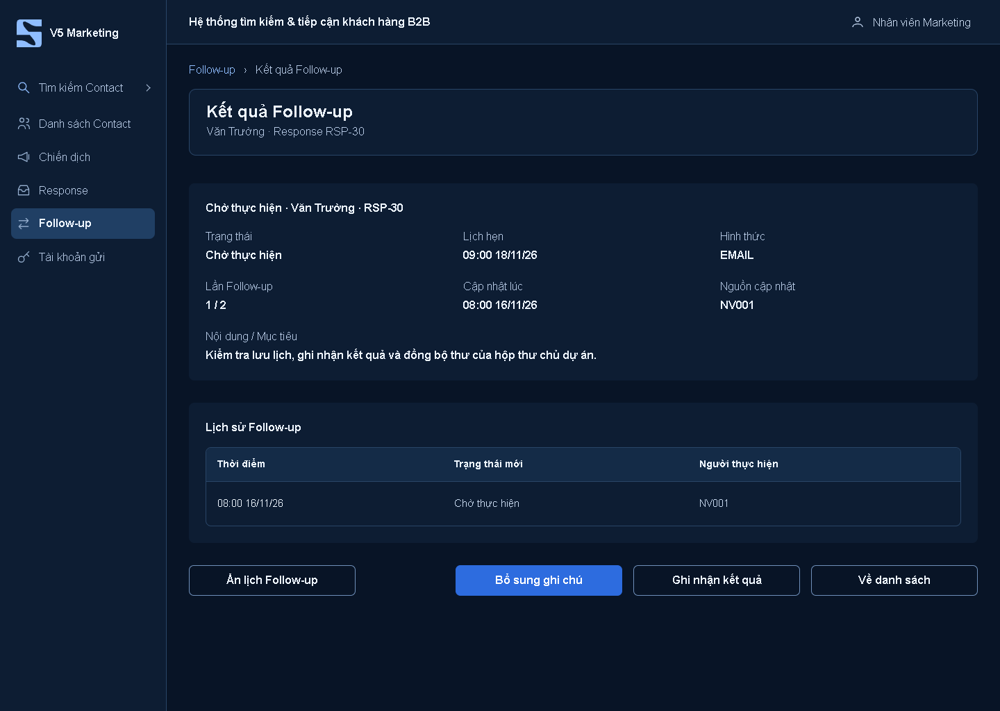 V5 Marketing
Hệ thống tìm kiếm & tiếp cận khách hàng B2B
Nhân viên Marketing
Tìm kiếm Contact
Danh sách Contact
Chiến dịch
Response
Follow-up
Tài khoản gửi
Follow-up › Kết quả Follow-up
Kết quả Follow-up
Văn Trường · Response RSP-30
Chờ thực hiện · Văn Trường · RSP-30
Trạng thái Lịch hẹn Hình thức
Chờ thực hiện 09:00 18/11/26 EMAIL
Lần Follow-up Cập nhật lúc Nguồn cập nhật
1 / 2 08:00 16/11/26 NV001
Nội dung / Mục tiêu
Kiểm tra lưu lịch, ghi nhận kết quả và đồng bộ thư của hộp thư chủ dự án.
Lịch sử Follow-up
Thời điểm Trạng thái mới Người thực hiện
08:00 16/11/26 Chờ thực hiện NV001
Ẩn lịch Follow-up Bổ sung ghi chú Ghi nhận kết quả Về danh sách